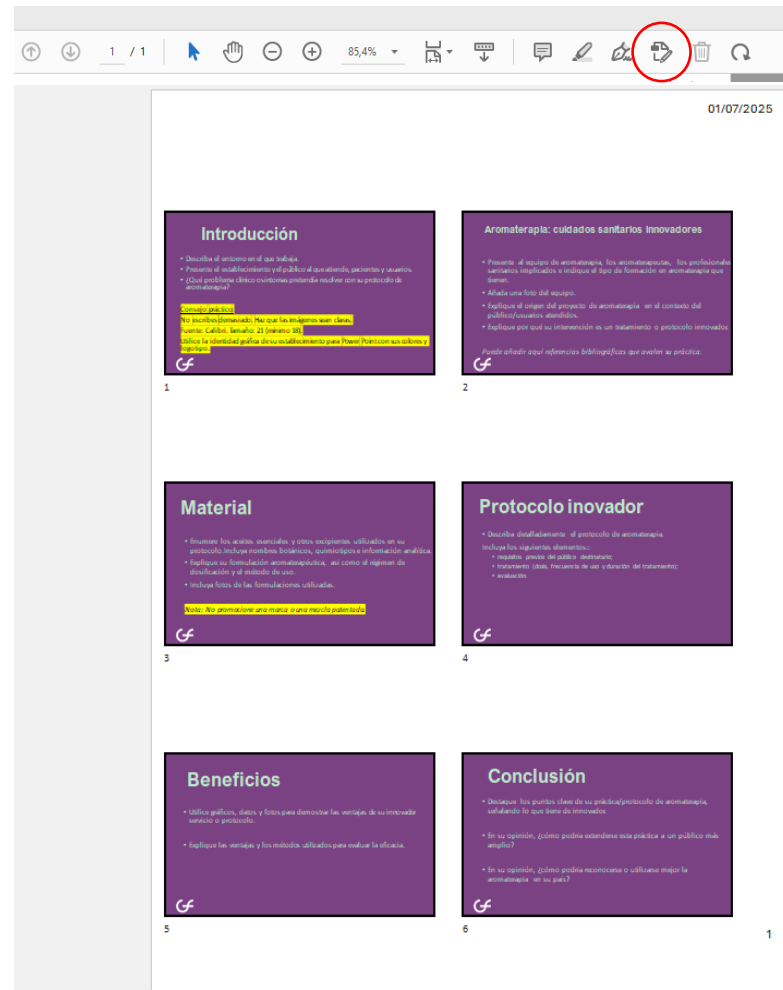 1 / 1
85,4%
01/07/2025
Introducción
• Describa el entorno en el que trabaja.
• Presente el establecimiento y el público al que atiende, pacientes y usuarios.
• ¿Qué problema clínico o síntomas pretendía resolver con su protocolo de
aromaterapia?
Consejo práctico:
No escribas demasiado; Haz que las imágenes sean claras.
Fuente: Calibri. Tamaño: 21 (mínimo 18).
Utilice la identidad gráfica de su establecimiento para Power Point con sus colores y
logotipo.
1
Aromaterapia: cuidados sanitarios innovadores
• Presente al equipo de aromaterapia, los aromaterapeutas, los profesionales
sanitarios implicados e indique el tipo de formación en aromaterapia que
tienen.
• Añada una foto del equipo.
• Explique el origen del proyecto de aromaterapia en el contexto del
público/usuarios atendidos.
• Explique por qué su intervención es un tratamiento o protocolo innovador.
Puede añadir aquí referencias bibliográficas que avalen su práctica.
2
Material
• Enumere los aceites esenciales y otros excipientes utilizados en su
protocolo.Incluya nombres botánicos, quimiotipos e información analítica.
• Explique su formulación aromaterapéutica, así como el régimen de
dosificación y el método de uso.
• Incluya fotos de las formulaciones utilizadas.
Nota: No promocione una marca o una mezcla patentada.
3
Protocolo inovador
• Describa detalladamente el protocolo de aromaterapia.
Incluya los siguientes elementos::
• requisitos previos del público destinatario;
• tratamiento (dosis, frecuencia de uso y duración del tratamiento);
• evaluación.
4
Beneficios
• Utilice gráficos, datos y fotos para demostrar las ventajas de su innovador
servicio o protocolo.
• Explique las ventajas y los métodos utilizados para evaluar la eficacia.
5
Conclusión
• Destaque los puntos clave de su práctica/protocolo de aromaterapia,
señalando lo que tiene de innovador.
• En su opinión, ¿cómo podría extenderse esta práctica a un público más
amplio?
• En su opinión, ¿cómo podría reconocerse o utilizarse mejor la
aromaterapia en su país?
6
1